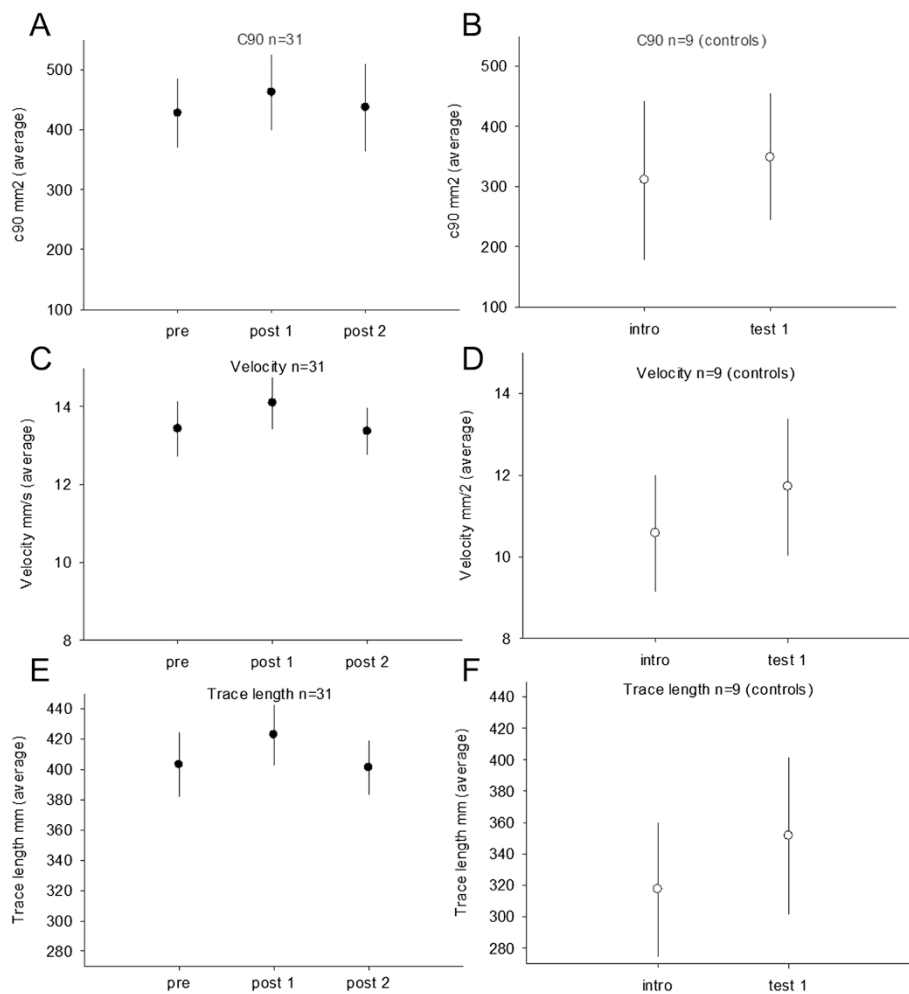 A
C90 n=31
500
400
300
200
100
c90 mm2 (average)
pre
post 1
post 2
B
C90 n=9 (controls)
500
400
300
200
100
c90 mm2 (average)
intro
test 1
C
Velocity n=31
14
12
10
8
Velocity mm/s (average)
pre
post 1
post 2
D
Velocity n=9 (controls)
14
12
10
8
Velocity mm/2 (average)
intro
test 1
E
Trace length n=31
440
420
400
380
360
340
320
300
280
Trace length mm (average)
pre
post 1
post 2
F
Trace length n=9 (controls)
440
420
400
380
360
340
320
300
280
Trace length mm (average)
intro
test 1